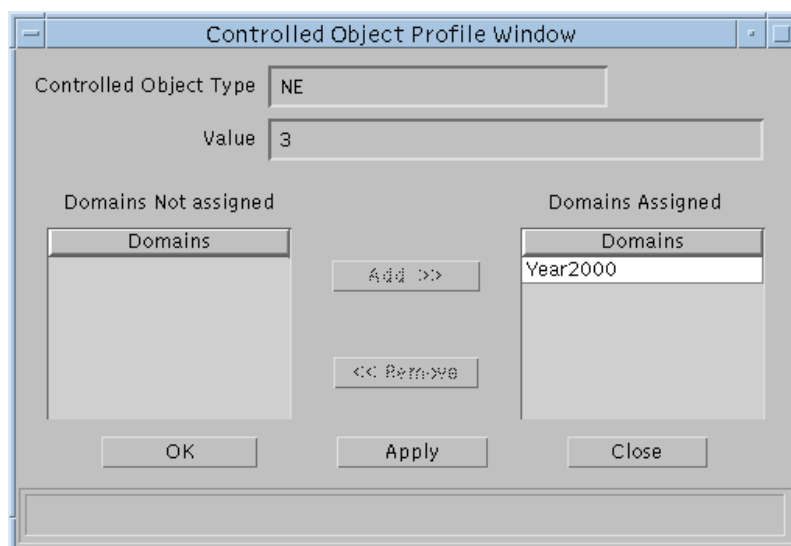 Controlled Object Profile Window
Controlled Object Type NE
Value 3
Domains Not assigned Domains Assigned
Domains Domains
Year2000
Add >>
<< Remove
OK Apply Close